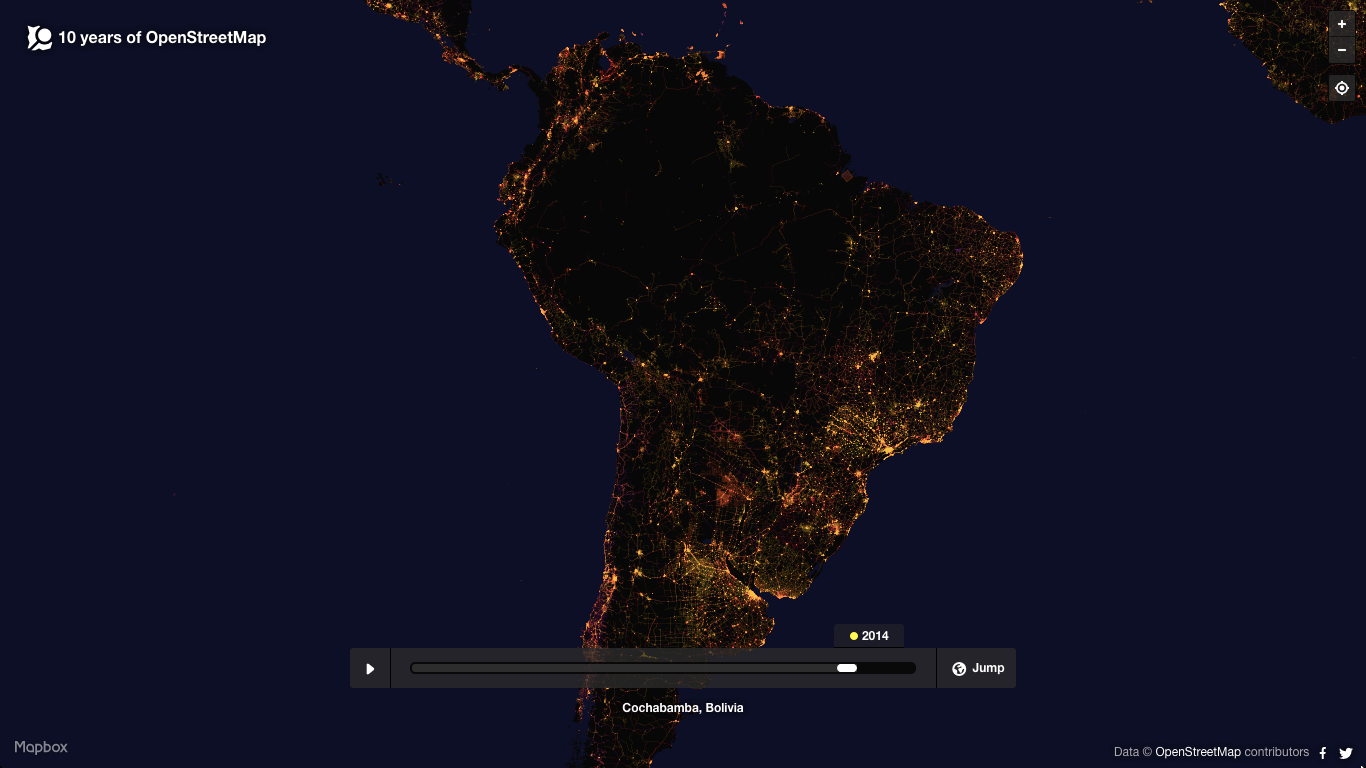 10 years of OpenStreetMap
+
−
2014
Jump
Cochabamba, Bolivia
Mapbox
Data © OpenStreetMap contributors